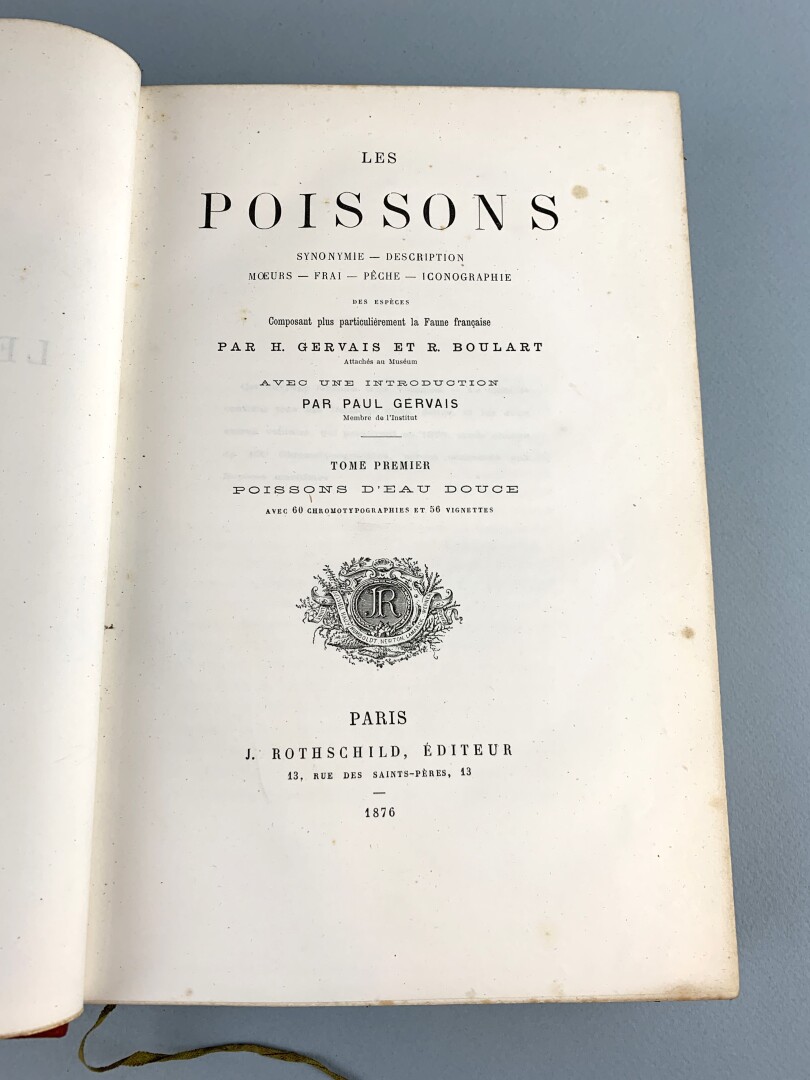 LES
POISSONS
SYNONYMIE — DESCRIPTION
MŒURS — FRAI — PÊCHE — ICONOGRAPHIE
DES ESPÈCES
Composant plus particulièrement la Faune française
PAR H. GERVAIS ET R. BOULART
Attachés au Muséum
AVEC UNE INTRODUCTION
PAR PAUL GERVAIS
Membre de l'Institut
TOME PREMIER
POISSONS D'EAU DOUCE
AVEC 60 CHROMOTYPOGRAPHIES ET 56 VIGNETTES
JR
HUMBOLDT NEWTON
PARIS
J. ROTHSCHILD, ÉDITEUR
13, RUE DES SAINTS-PÈRES, 13
1876